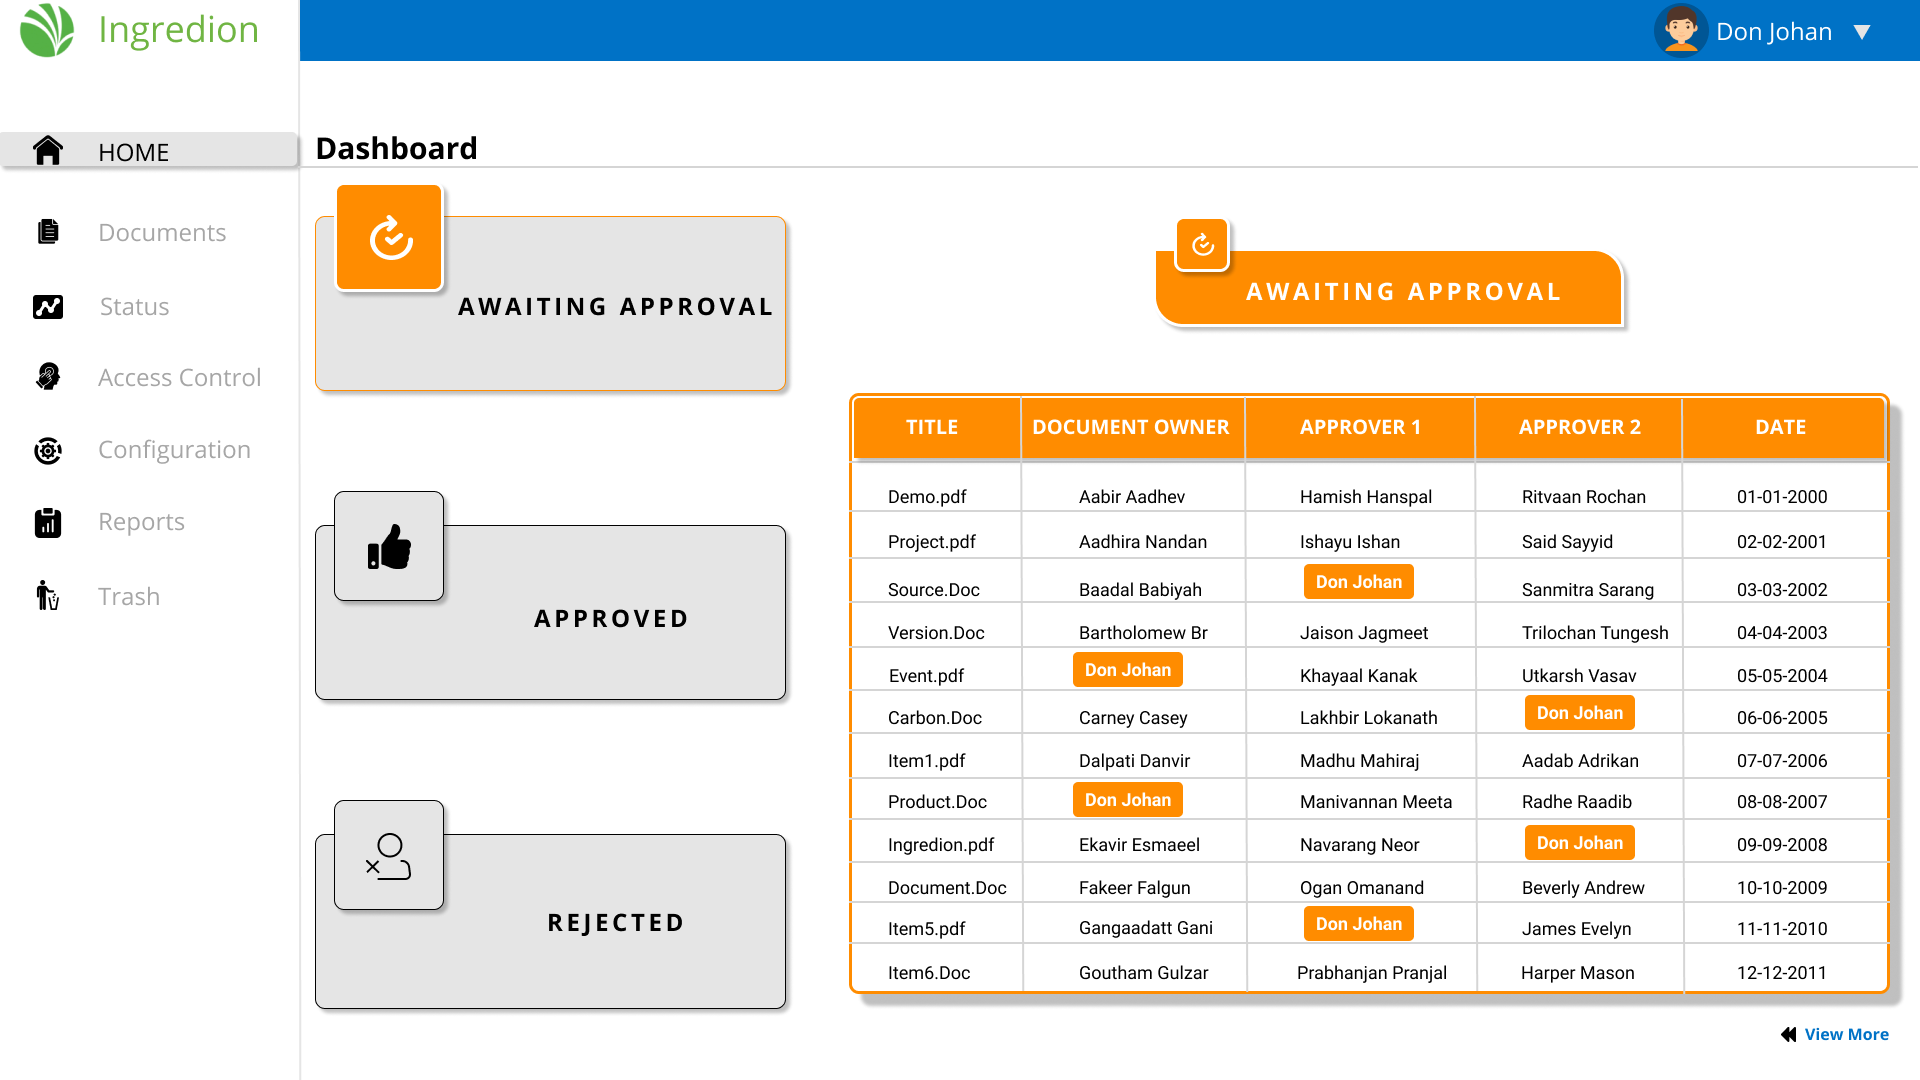 Ingredion
Don Johan
HOME
Documents
Status
Access Control
Configuration
Reports
Trash
Dashboard
AWAITING APPROVAL
APPROVED
REJECTED
AWAITING APPROVAL
TITLE DOCUMENT OWNER APPROVER 1 APPROVER 2 DATE
Demo.pdf Aabir Aadhev Hamish Hanspal Ritvaan Rochan 01-01-2000
Project.pdf Aadhira Nandan Ishayu Ishan Said Sayyid 02-02-2001
Source.Doc Baadal Babiyah Don Johan Sanmitra Sarang 03-03-2002
Version.Doc Bartholomew Br Jaison Jagmeet Trilochan Tungesh 04-04-2003
Event.pdf Don Johan Khayaal Kanak Utkarsh Vasav 05-05-2004
Carbon.Doc Carney Casey Lakhbir Lokanath Don Johan 06-06-2005
Item1.pdf Dalpati Danvir Madhu Mahiraj Aadab Adrikan 07-07-2006
Product.Doc Don Johan Manivannan Meeta Radhe Raadib 08-08-2007
Ingredion.pdf Ekavir Esmaeel Navarang Neor Don Johan 09-09-2008
Document.Doc Fakeer Falgun Ogan Omanand Beverly Andrew 10-10-2009
Item5.pdf Gangaadatt Gani Don Johan James Evelyn 11-11-2010
Item6.Doc Goutham Gulzar Prabhanjan Pranjal Harper Mason 12-12-2011
View More